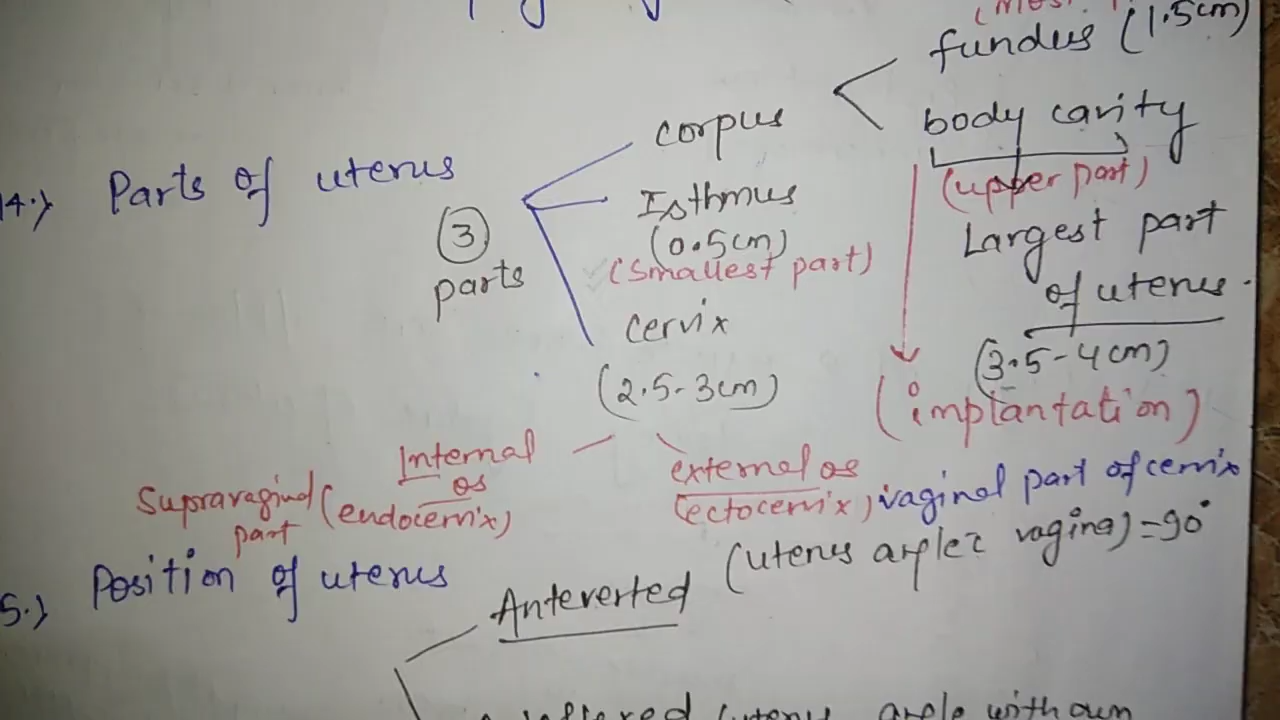 fundus (1.5cm)
corpus
body cavity
14.) Parts of uterus
(upper part)
Isthmus
3
(0.5cm)
Largest part
(smallest part)
parts
of uterus.
cervix
(3.5-4cm)
(2.5-3cm)
(implantation)
Internal
os
external os
Supravaginal (endocervix)
part
(ectocervix) vaginal part of cervix
5.) Position of uterus
Anteverted
(uterus angle c̄ vagina) = 90°